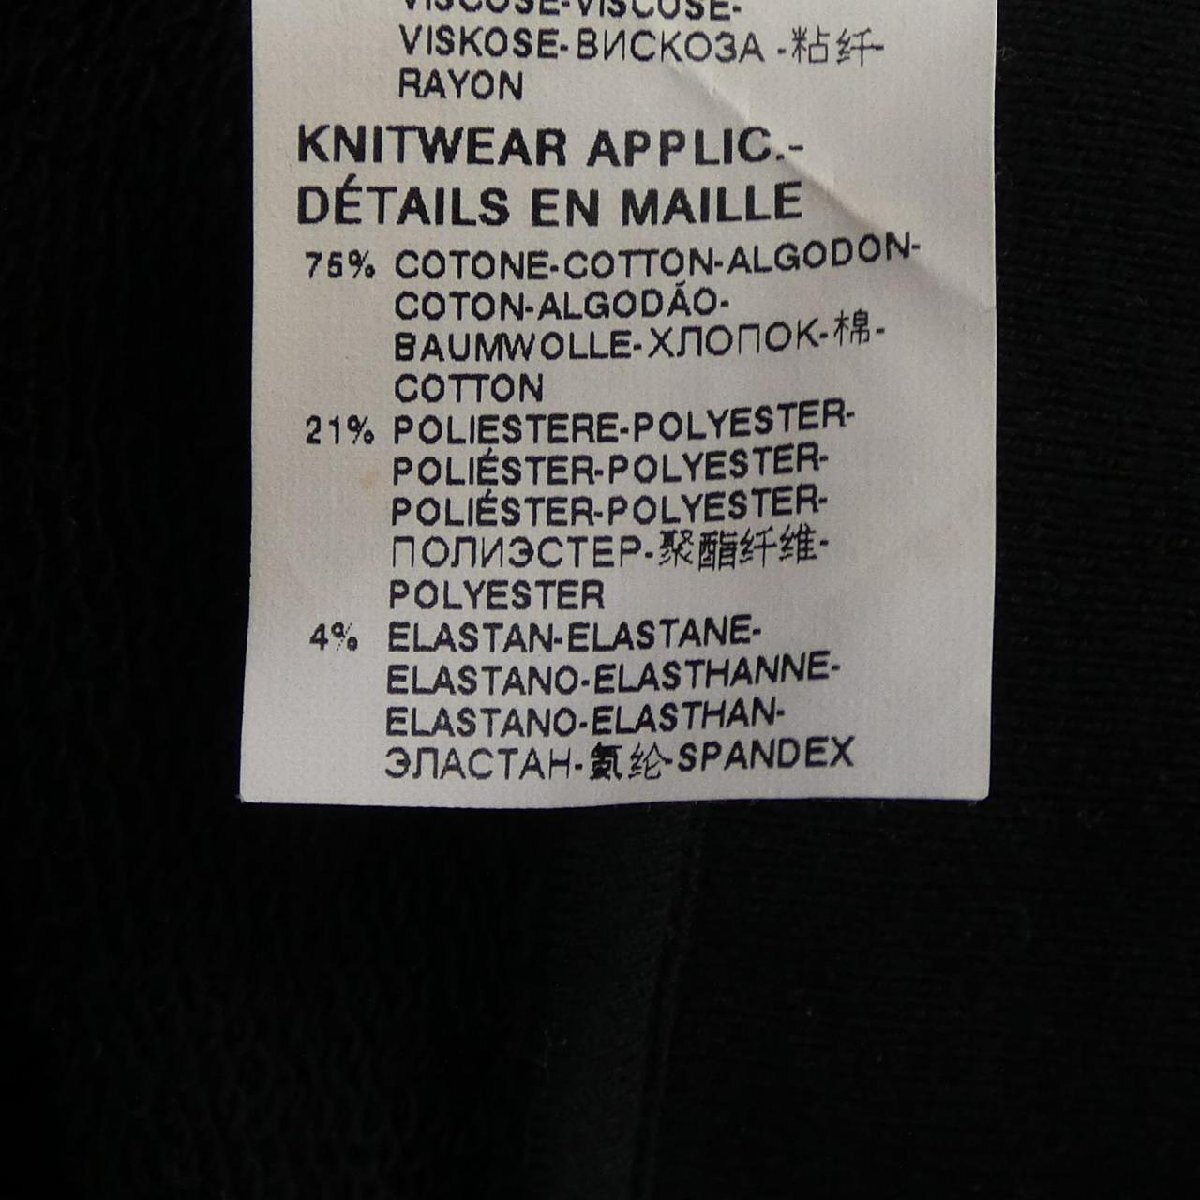 VISCOSE-VISCOSE-
VISKOSE-ВИСКОЗА -粘纤-
RAYON
KNITWEAR APPLIC.-
DÉTAILS EN MAILLE
75% COTONE-COTTON-ALGODON-
COTON-ALGODÃO-
BAUMWOLLE-ХЛОПОК-棉-
COTTON
21% POLIESTERE-POLYESTER-
POLIÉSTER-POLYESTER-
POLIÉSTER-POLYESTER-
ПОЛИЭСТЕР-聚酯纤维-
POLYESTER
4% ELASTAN-ELASTANE-
ELASTANO-ELASTHANNE-
ELASTANO-ELASTHAN-
ЭЛАСТАН-氨纶-SPANDEX